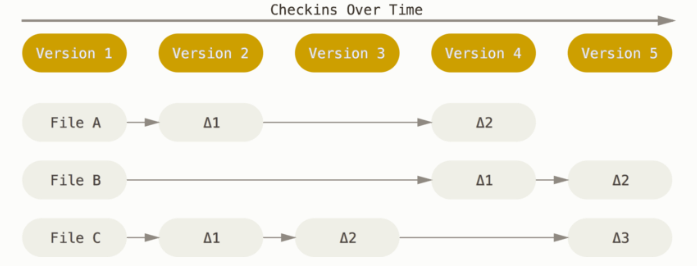 Checkins Over Time
Version 1 Version 2 Version 3 Version 4 Version 5
File A Δ1 Δ2
File B Δ1 Δ2
File C Δ1 Δ2 Δ3